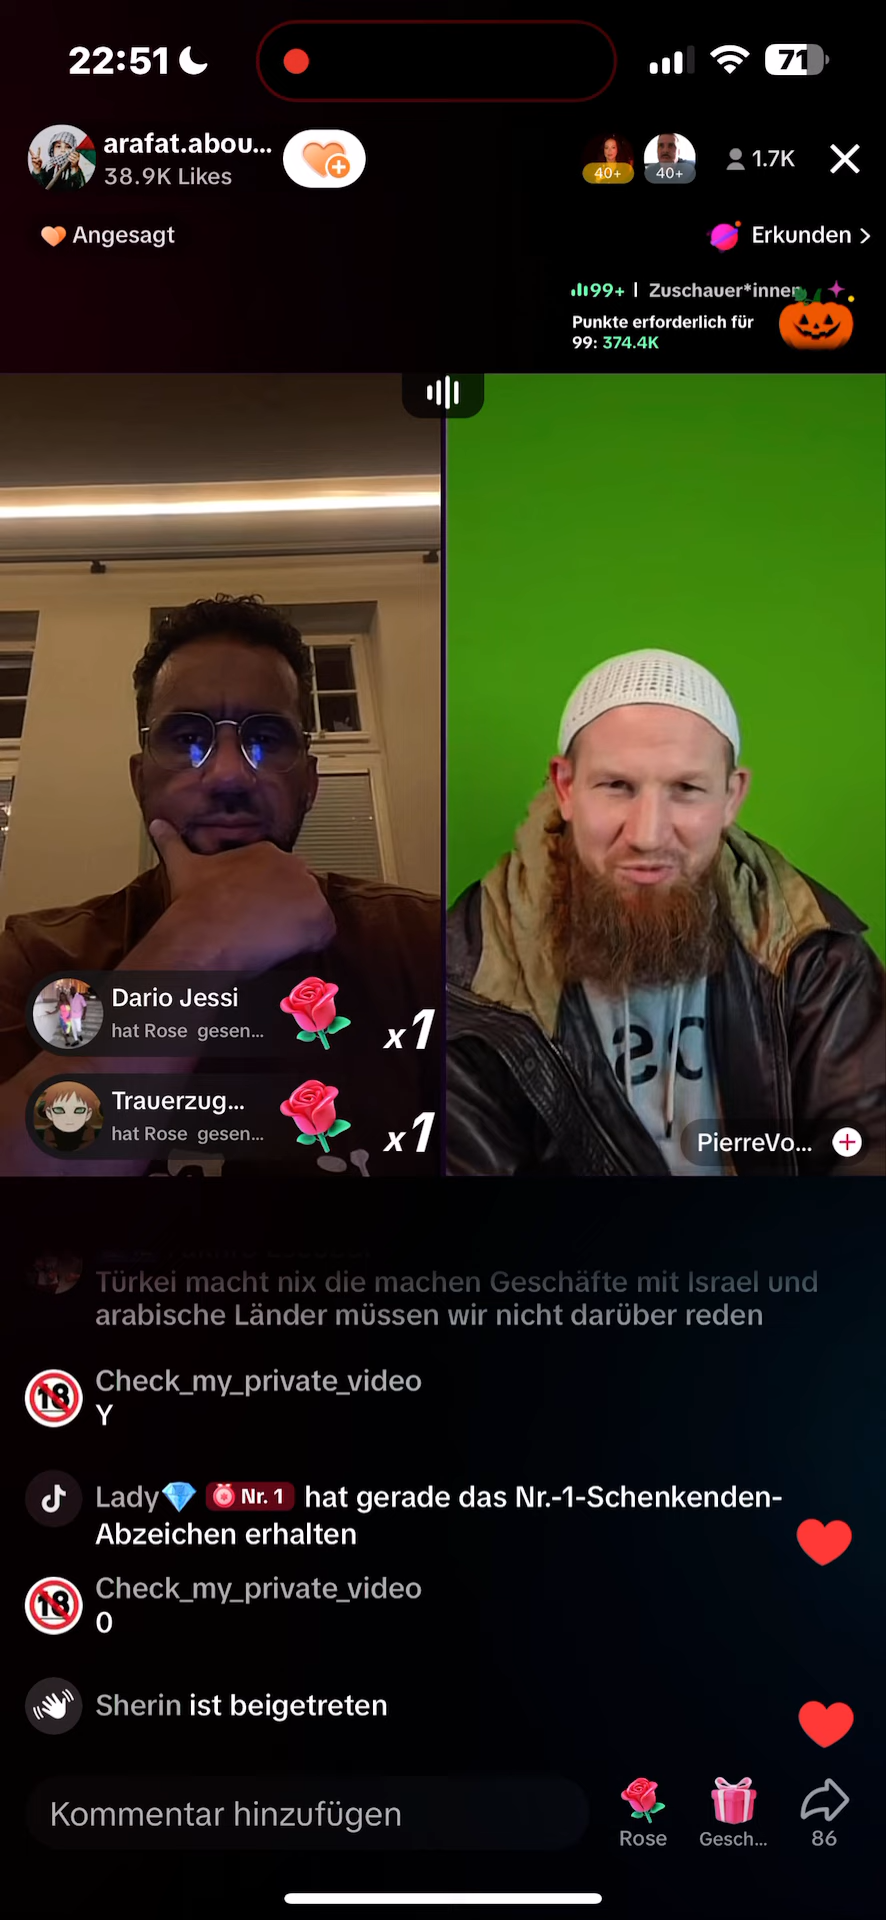 22:51
71
arafat.abou...
38.9K Likes
40+
40+
1.7K
Angesagt
Erkunden >
99+ | Zuschauer*innen
Punkte erforderlich für
99: 374.4K
Dario Jessi
hat Rose gesen...
x1
Trauerzug...
hat Rose gesen...
x1
PierreVo...
Türkei macht nix die machen Geschäfte mit Israel und
arabische Länder müssen wir nicht darüber reden
18
Check_my_private_video
Y
Lady💎 Nr. 1 hat gerade das Nr.-1-Schenkenden-
Abzeichen erhalten
18
Check_my_private_video
0
Sherin ist beigetreten
Kommentar hinzufügen
Rose
Gesch...
86